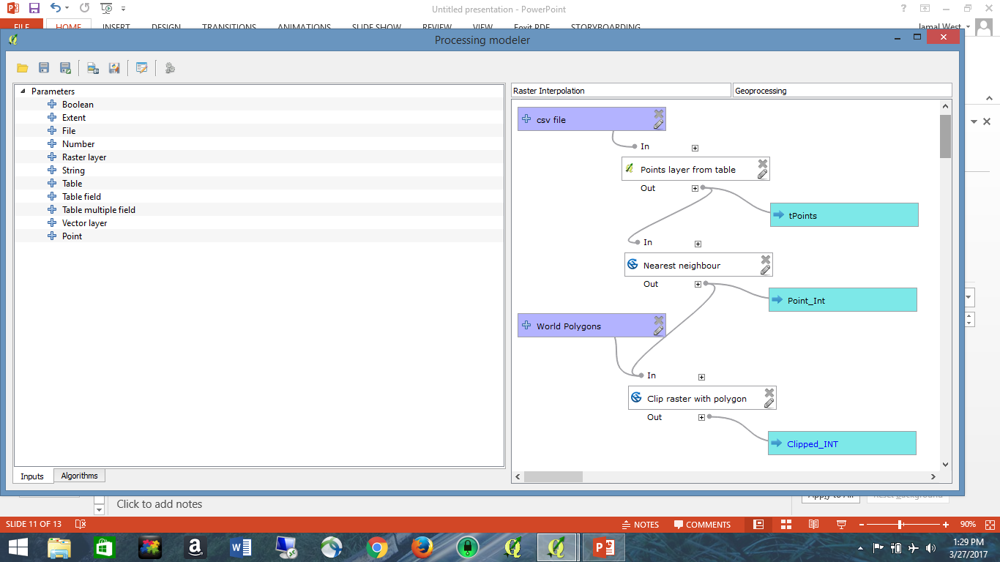 Untitled presentation - PowerPoint
?
FILE HOME INSERT DESIGN TRANSITIONS ANIMATIONS SLIDE SHOW REVIEW VIEW Foxit PDF STORYBOARDING Jamal West
Processing modeler
Parameters
Boolean
Extent
File
Number
Raster layer
String
Table
Table field
Table multiple field
Vector layer
Point
Inputs Algorithms
Raster Interpolation Geoprocessing
csv file
In
Points layer from table
Out
tPoints
In
Nearest neighbour
Out
Point_Int
World Polygons
In
Clip raster with polygon
Out
Clipped_INT
Click to add notes
Apply to All Reset Background
SLIDE 11 OF 13 NOTES COMMENTS 90%
1:29 PM
3/27/2017